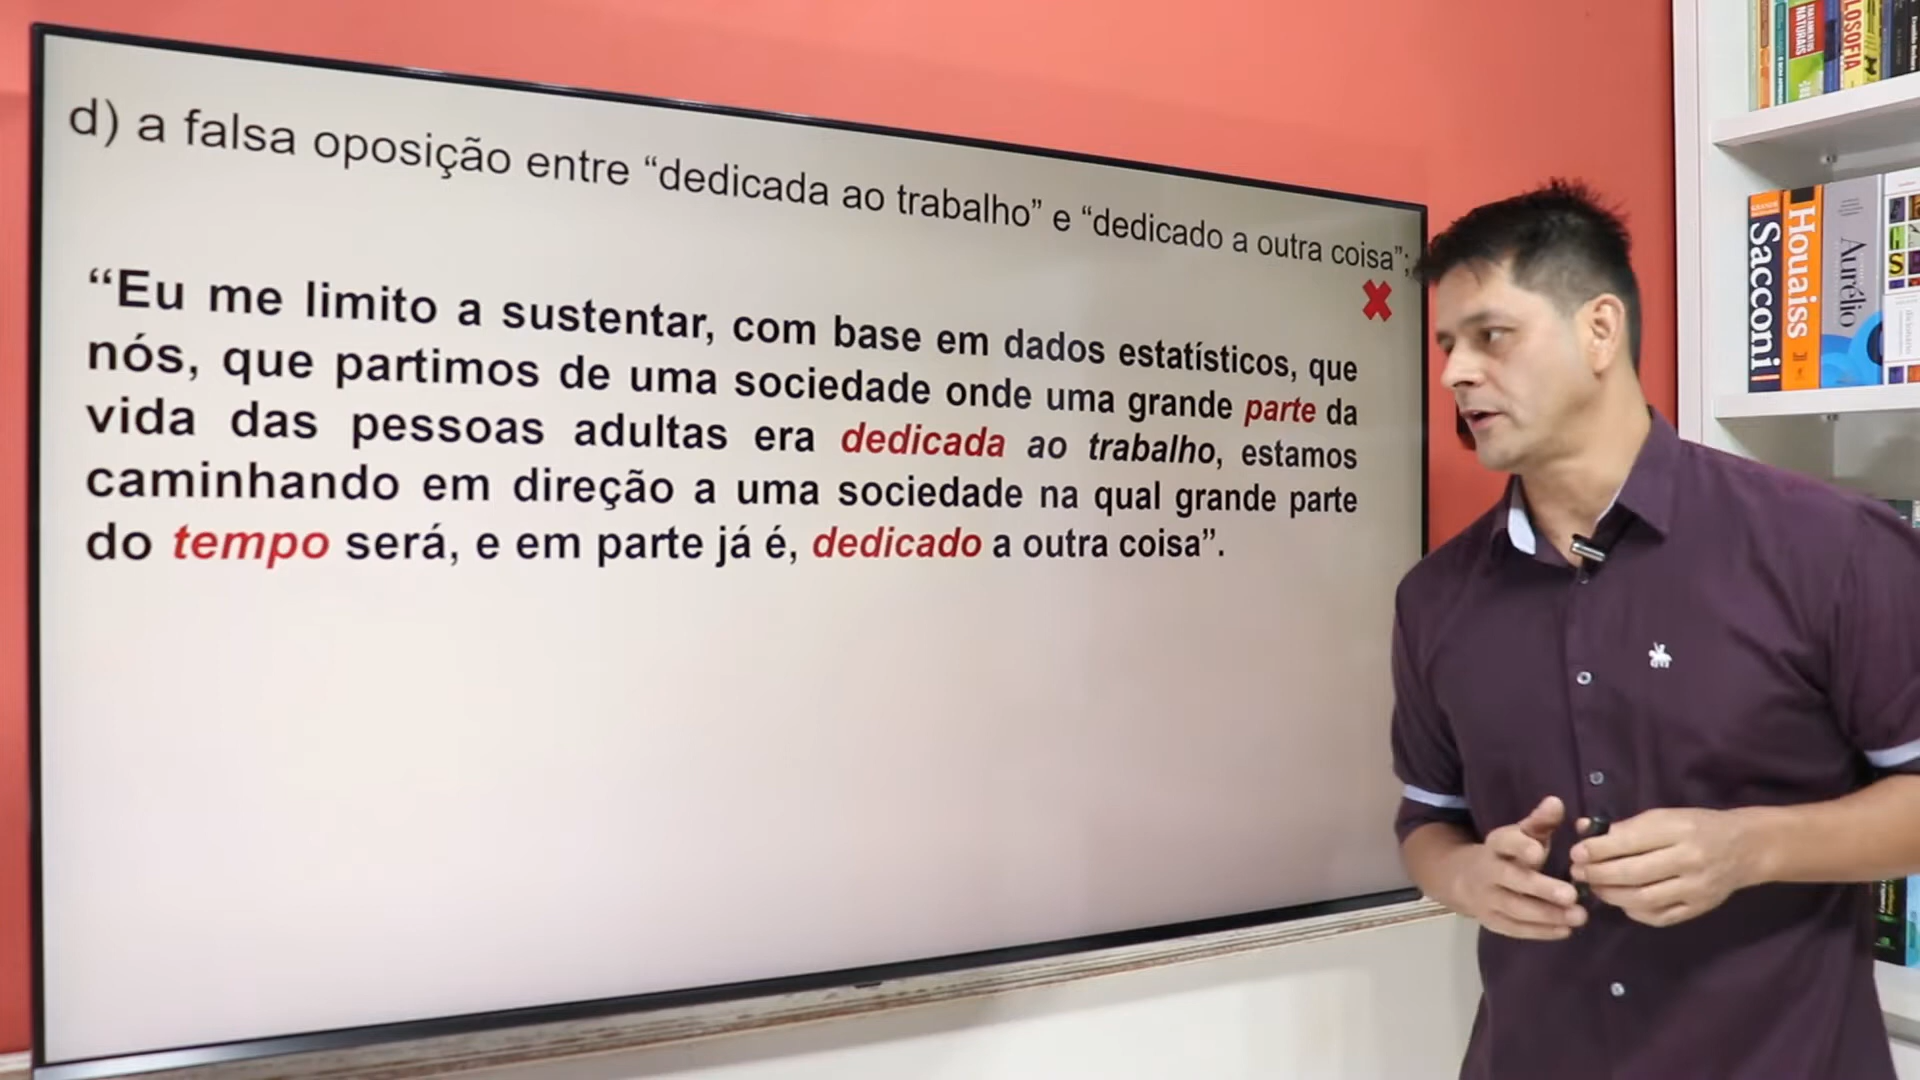 d) a falsa oposição entre “dedicada ao trabalho” e “dedicado a outra coisa”;
“Eu me limito a sustentar, com base em dados estatísticos, que
nós, que partimos de uma sociedade onde uma grande parte da
vida das pessoas adultas era dedicada ao trabalho, estamos
caminhando em direção a uma sociedade na qual grande parte
do tempo será, e em parte já é, dedicado a outra coisa”.
TRATAMENTOS
NATURAIS
Sacconi
Houaiss
Aurélio